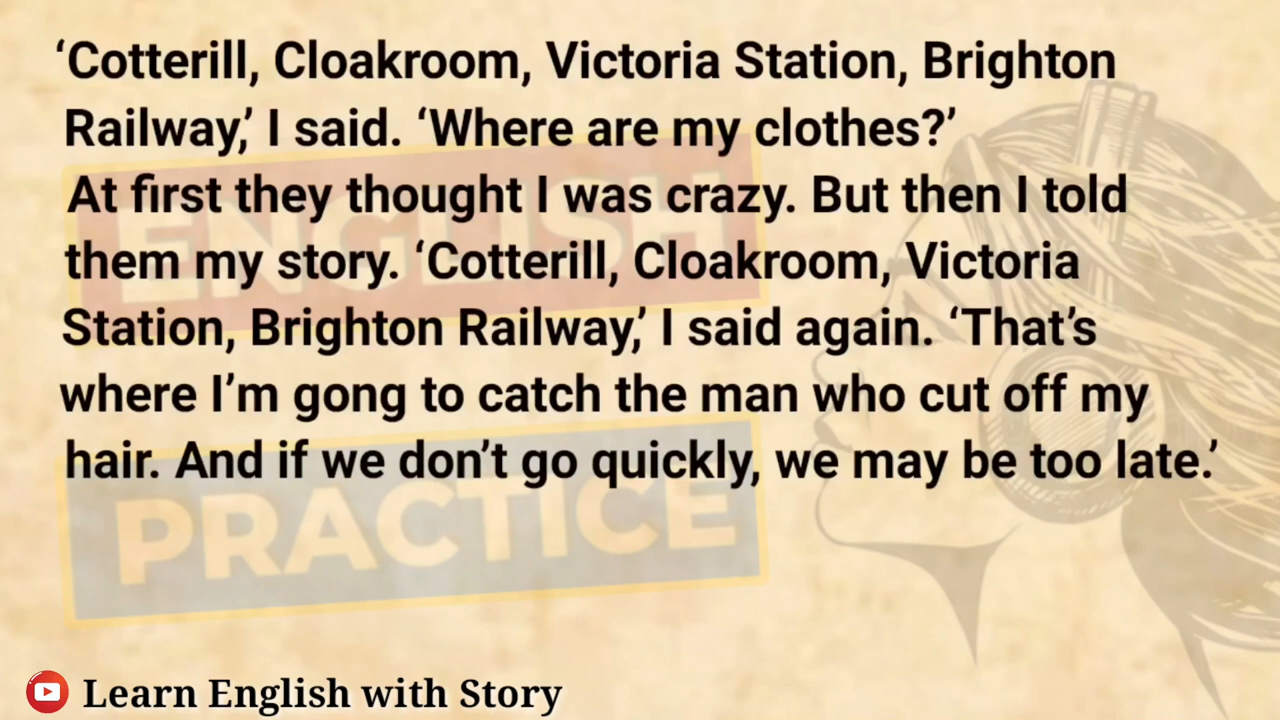 ‘Cotterill, Cloakroom, Victoria Station, Brighton
Railway,’ I said. ‘Where are my clothes?’
At first they thought I was crazy. But then I told
them my story. ‘Cotterill, Cloakroom, Victoria
Station, Brighton Railway,’ I said again. ‘That’s
where I’m gong to catch the man who cut off my
hair. And if we don’t go quickly, we may be too late.’
ENGLISH
PRACTICE
Learn English with Story